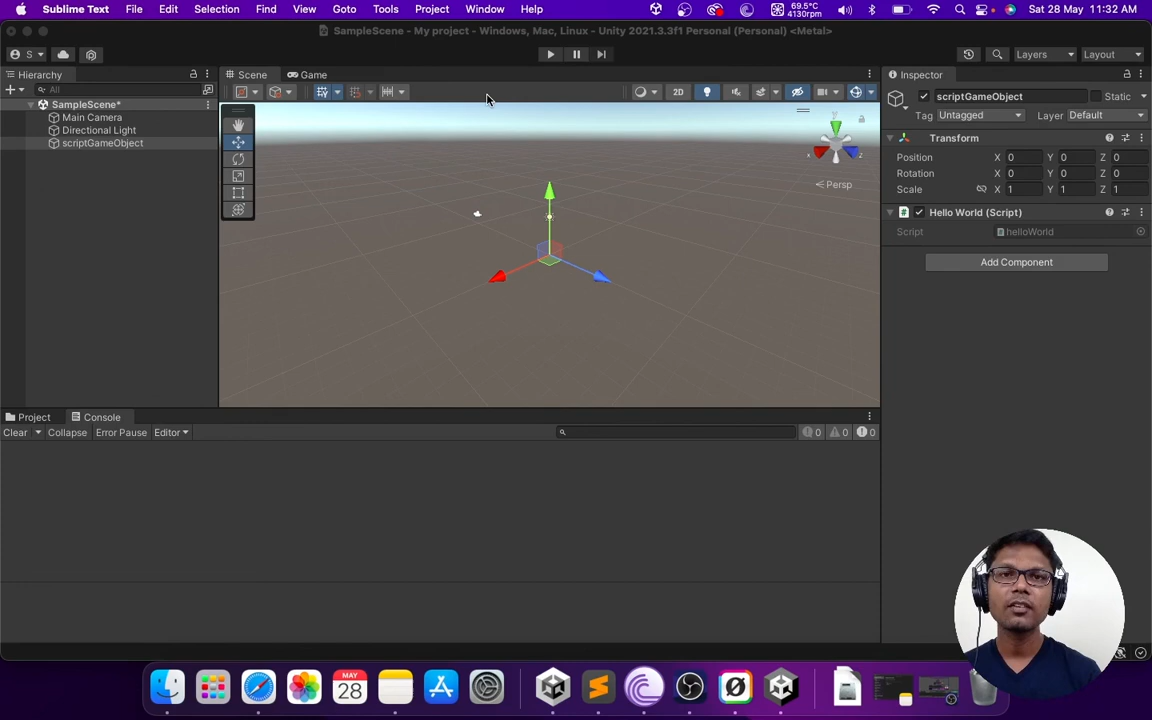 Sublime Text File Edit Selection Find View Goto Tools Project Window Help 69.5°C 4130rpm Sat 28 May 11:32 AM
SampleScene - My project - Windows, Mac, Linux - Unity 2021.3.3f1 Personal (Personal) <Metal>
S Layers Layout
Hierarchy Scene Game Inspector
All 2D scriptGameObject Static
SampleScene* Tag Untagged Layer Default
Main Camera
Directional Light Transform
scriptGameObject
y x z
Position X 0 Y 0 Z 0
Rotation X 0 Y 0 Z 0
Persp
Scale X 1 Y 1 Z 1
Hello World (Script)
Script helloWorld
Add Component
Project Console
Clear Collapse Error Pause Editor 0 0 0
MAY
28